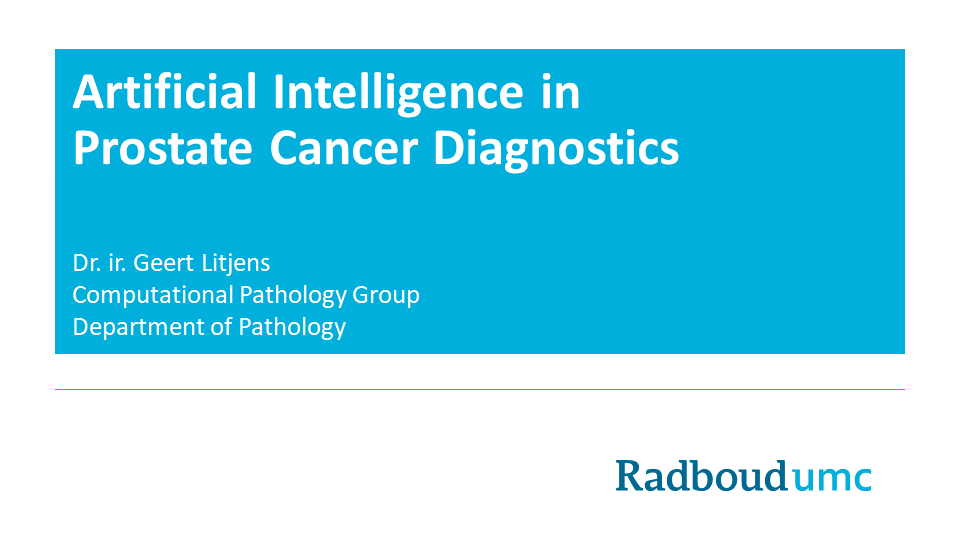 Artificial Intelligence in
Prostate Cancer Diagnostics
Dr. ir. Geert Litjens
Computational Pathology Group
Department of Pathology
Radboudumc